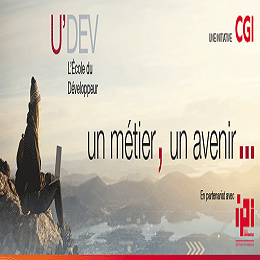 U'DEV
L'École du
Développeur
UNE INITIATIVE CGI
un métier, un avenir...
En partenariat avec
ipi